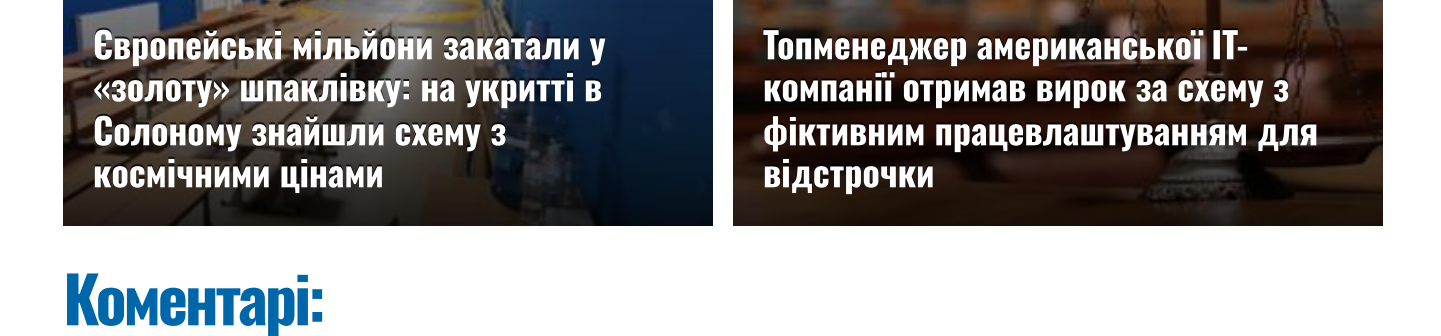 Європейські мільйони закатали у
«золоту» шпаклівку: на укритті в
Солоному знайшли схему з
космічними цінами
Топменеджер американської ІТ-
компанії отримав вирок за схему з
фіктивним працевлаштуванням для
відстрочки
Коментарі: